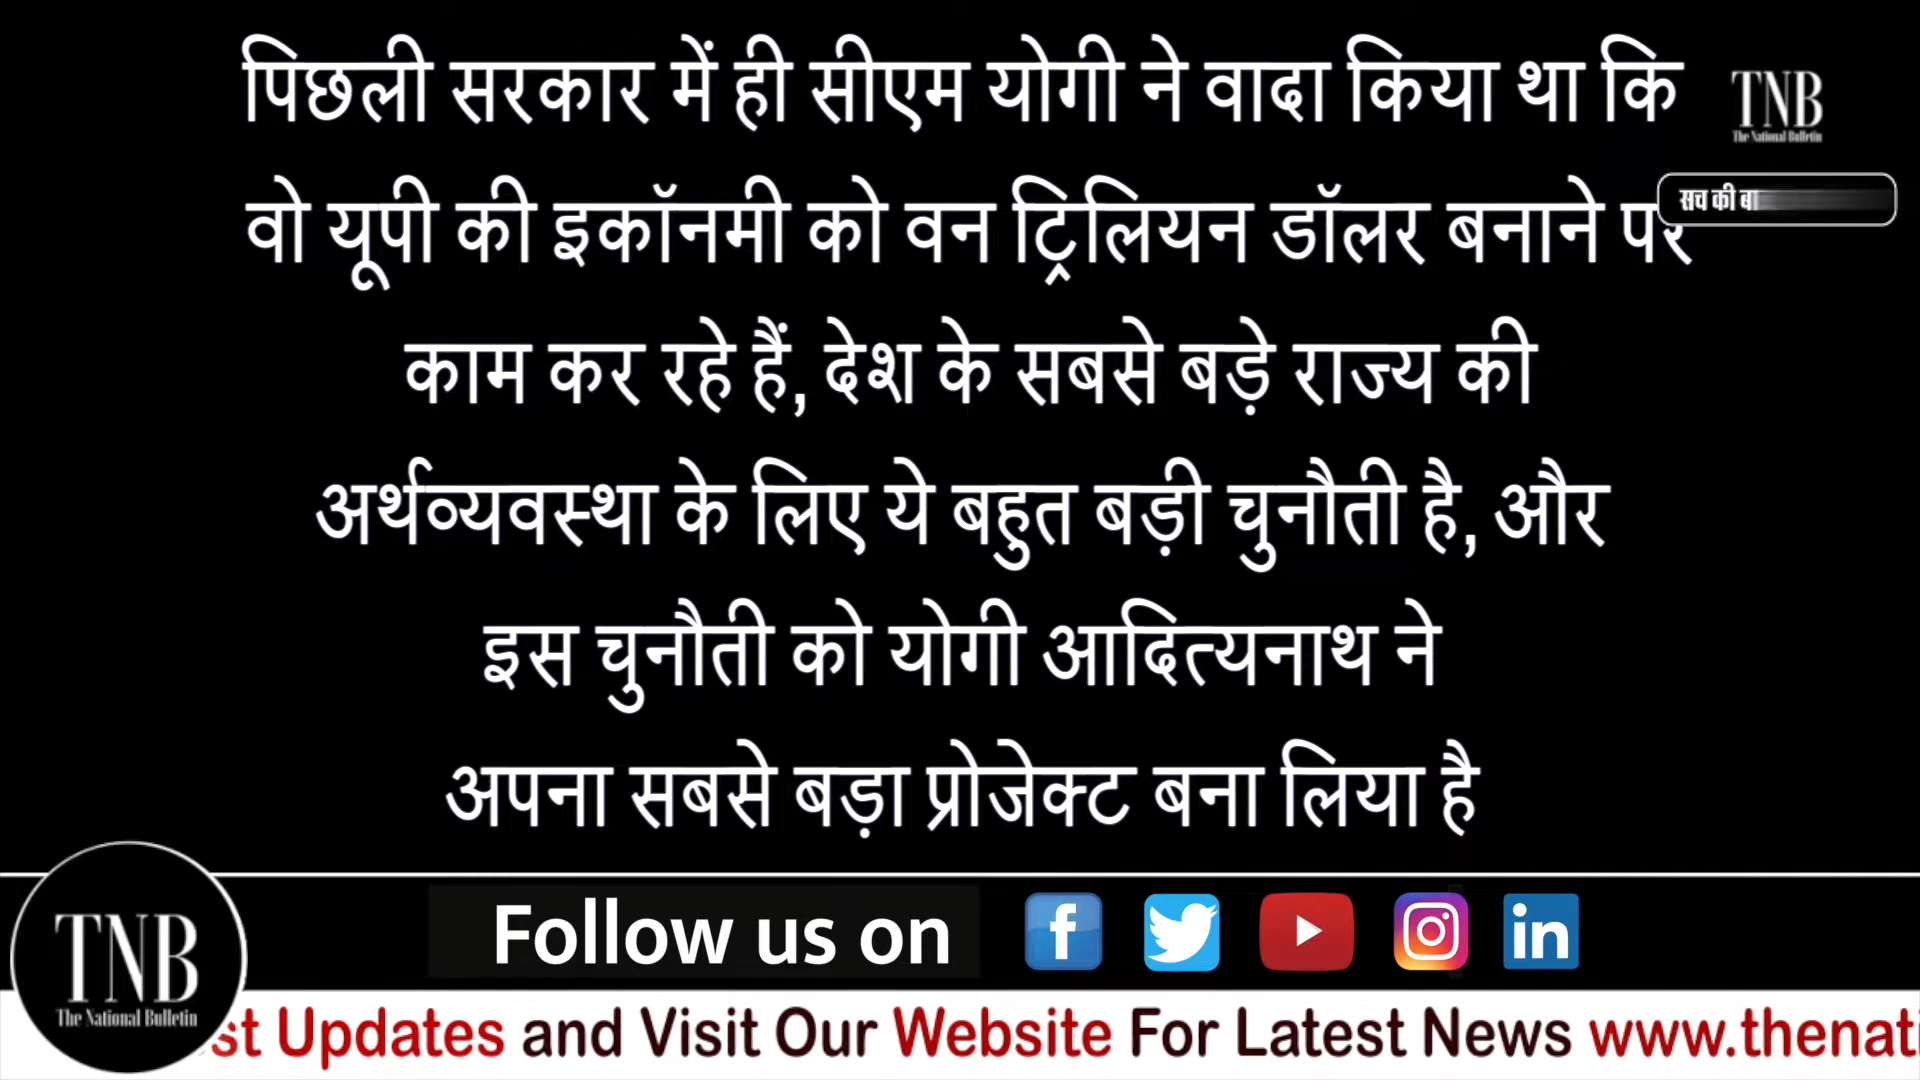 पिछली सरकार में ही सीएम योगी ने वादा किया था कि
TNB
The National Bulletin
सच की
वो यूपी की इकॉनमी को वन ट्रिलियन डॉलर बनाने पर
काम कर रहे हैं, देश के सबसे बड़े राज्य की
अर्थव्यवस्था के लिए ये बहुत बड़ी चुनौती है, और
इस चुनौती को योगी आदित्यनाथ ने
अपना सबसे बड़ा प्रोजेक्ट बना लिया है
Follow us on
TNB
The National Bulletin
Updates and Visit Our Website For Latest News